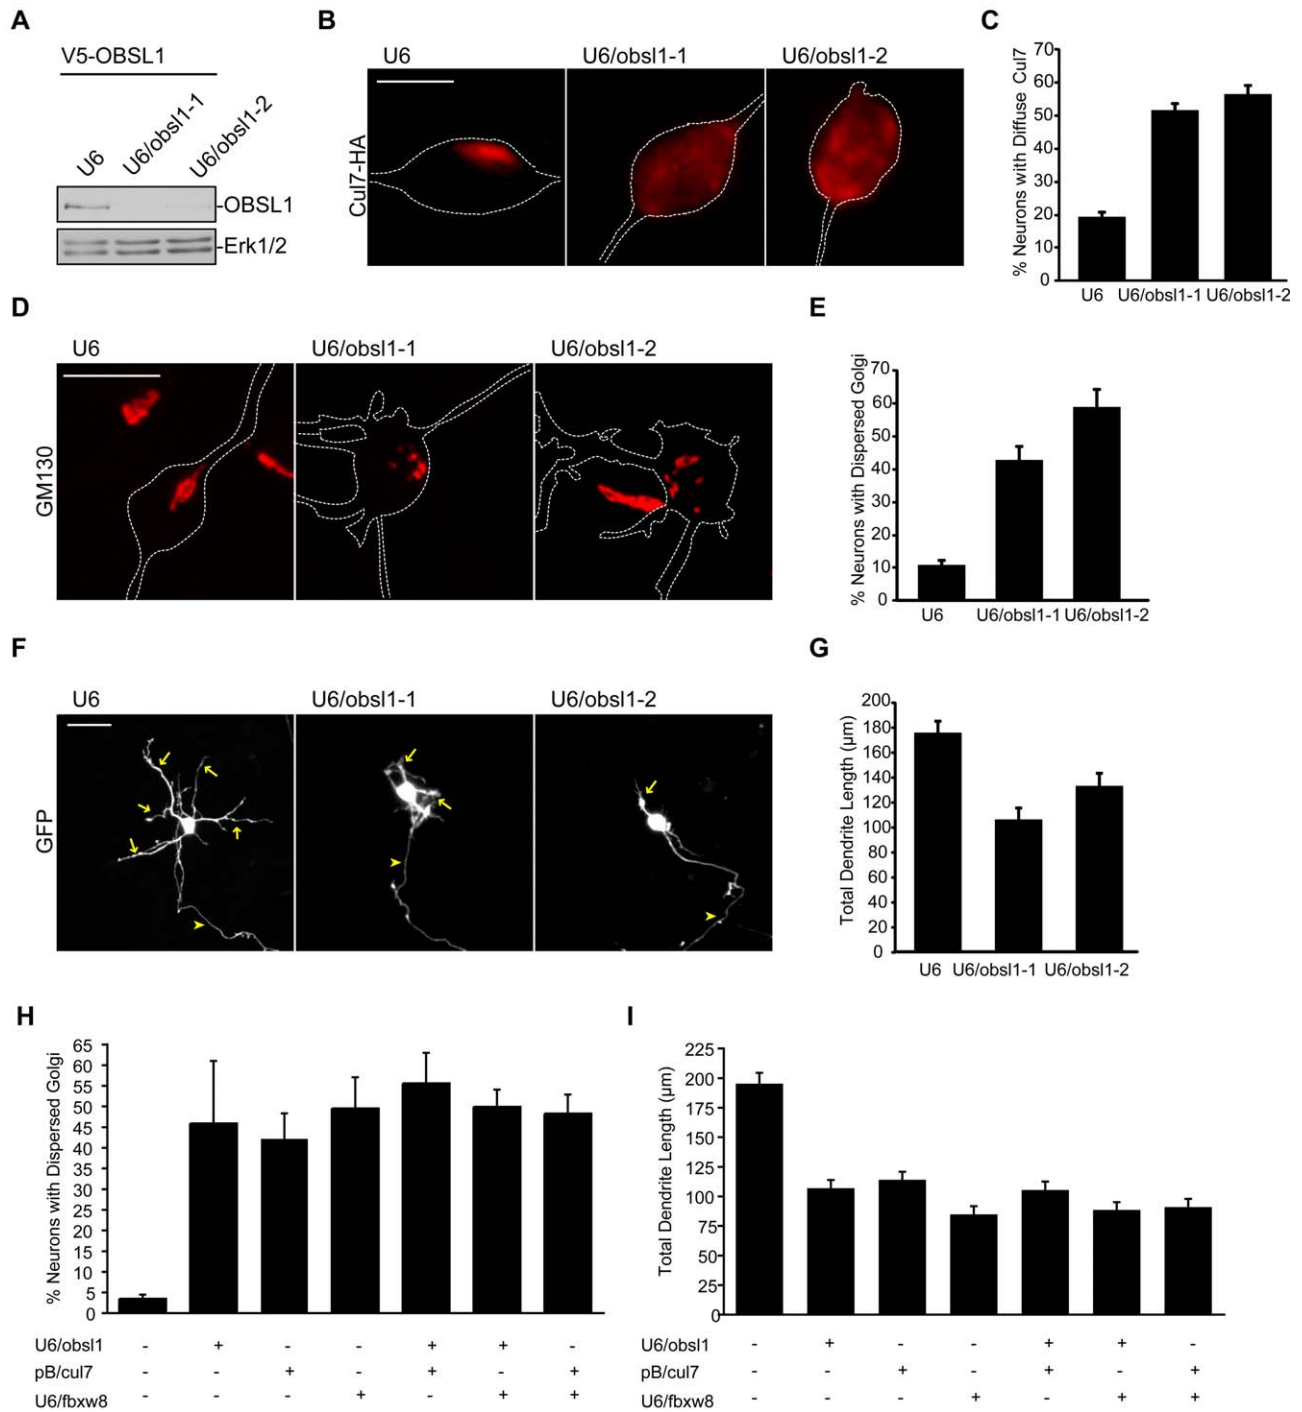 A
V5-OBSL1
U6
U6/obsl1-1
U6/obsl1-2
-OBSL1
-Erk1/2
B
U6
U6/obsl1-1
U6/obsl1-2
Cul7-HA
C
% Neurons with Diffuse Cul7
70
60
50
40
30
20
10
0
U6 U6/obsl1-1 U6/obsl1-2
D
U6
U6/obsl1-1
U6/obsl1-2
GM130
E
% Neurons with Dispersed Golgi
70
60
50
40
30
20
10
0
U6 U6/obsl1-1 U6/obsl1-2
F
U6
U6/obsl1-1
U6/obsl1-2
GFP
G
Total Dendrite Length (µm)
200
180
160
140
120
100
80
60
40
20
0
U6 U6/obsl1-1 U6/obsl1-2
H
% Neurons with Dispersed Golgi
65
60
55
50
45
40
35
30
25
20
15
10
5
0
U6/obsl1 - + - - + + -
pB/cul7 - - + - + - +
U6/fbxw8 - - - + - + +
I
Total Dendrite Length (µm)
225
200
175
150
125
100
75
50
25
0
U6/obsl1 - + - - + + -
pB/cul7 - - + - + - +
U6/fbxw8 - - - + - + +